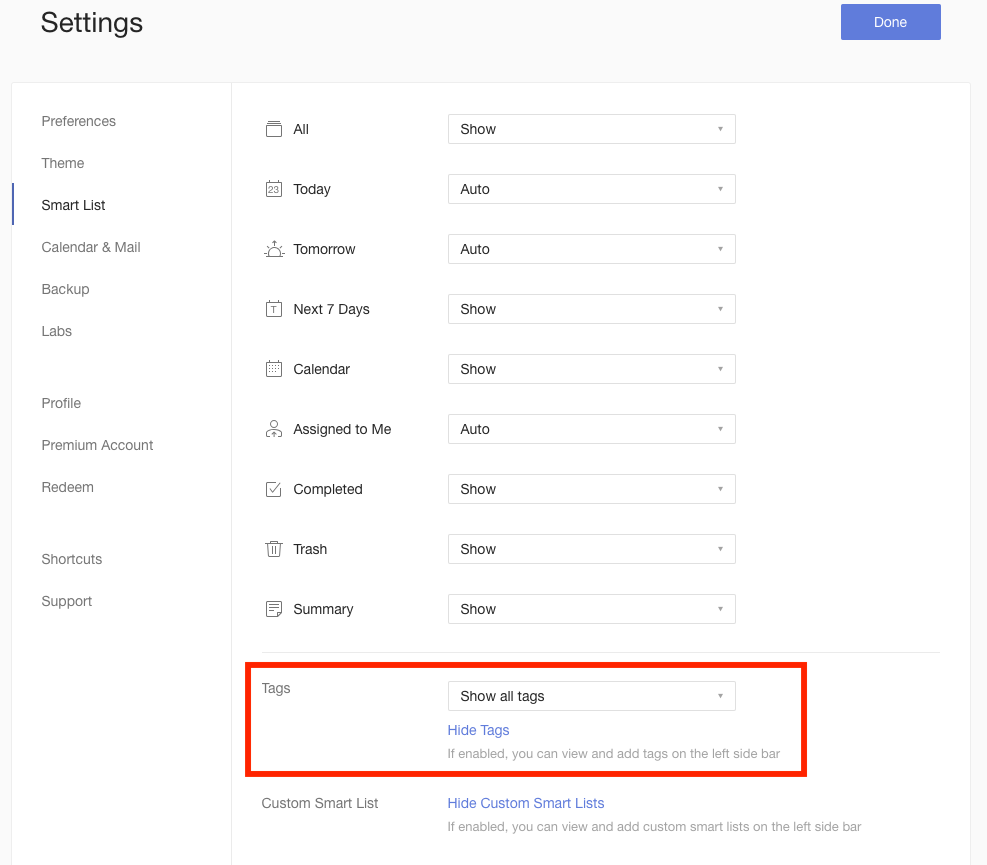 Settings
Done
Preferences
Theme
Smart List
Calendar & Mail
Backup
Labs
Profile
Premium Account
Redeem
Shortcuts
Support
All Show
23 Today Auto
Tomorrow Auto
T Next 7 Days Show
Calendar Show
Assigned to Me Auto
Completed Show
Trash Show
Summary Show
Tags Show all tags
Hide Tags
If enabled, you can view and add tags on the left side bar
Custom Smart List Hide Custom Smart Lists
If enabled, you can view and add custom smart lists on the left side bar